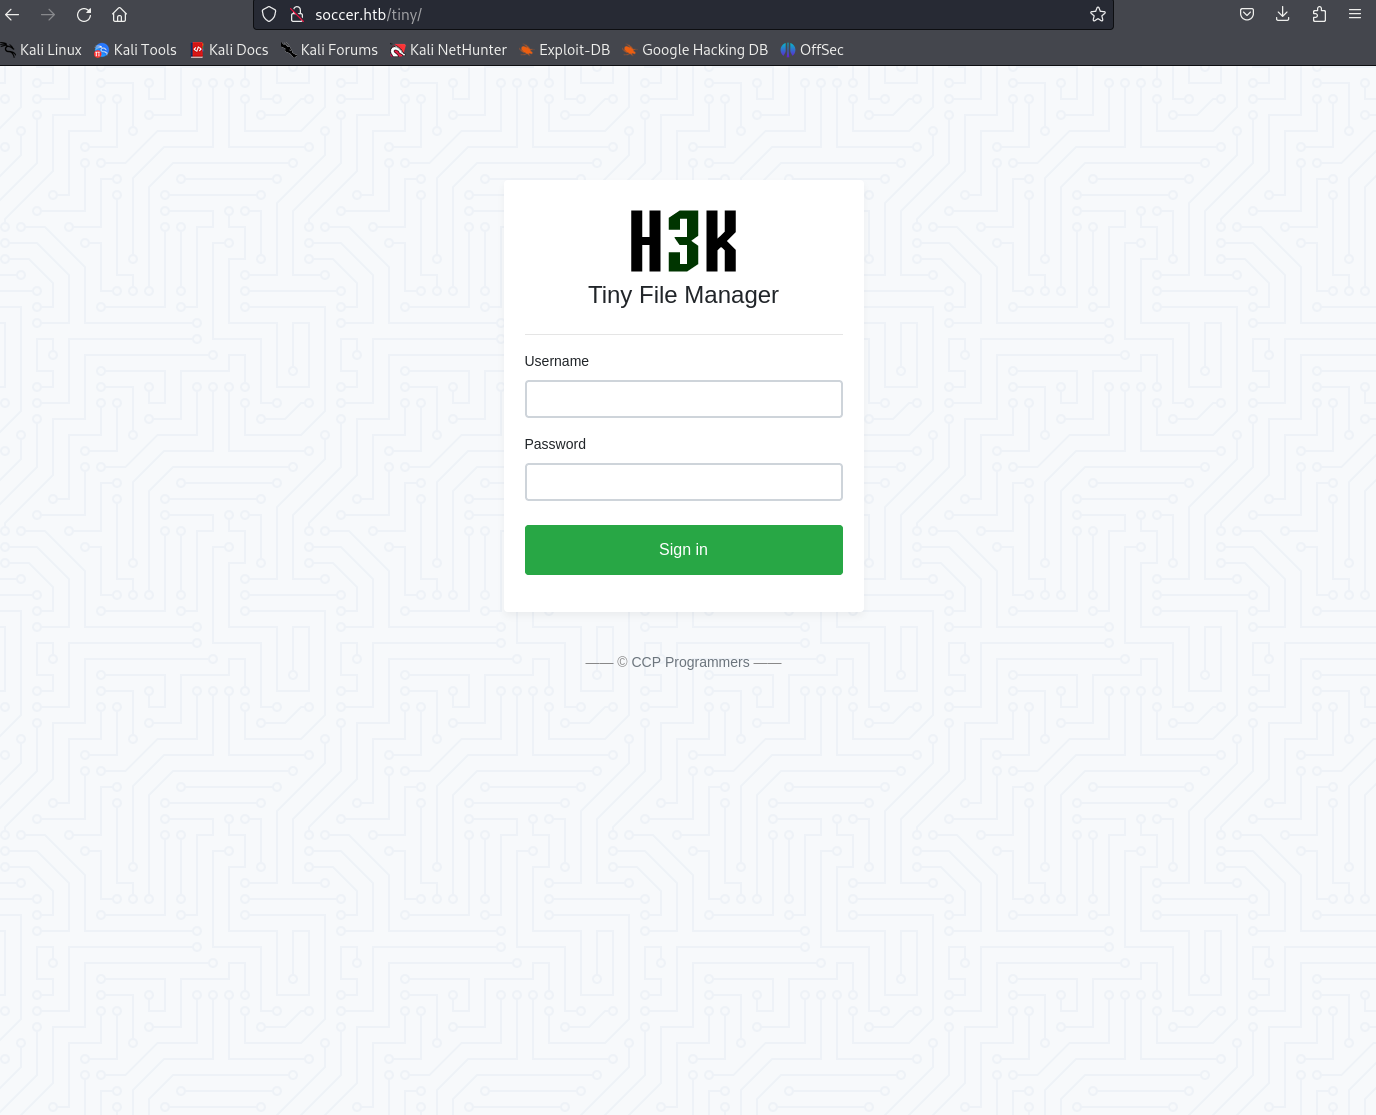 soccer.htb/tiny/
Kali Linux Kali Tools Kali Docs Kali Forums Kali NetHunter Exploit-DB Google Hacking DB OffSec
H3K
Tiny File Manager
Username
Password
Sign in
—— © CCP Programmers ——